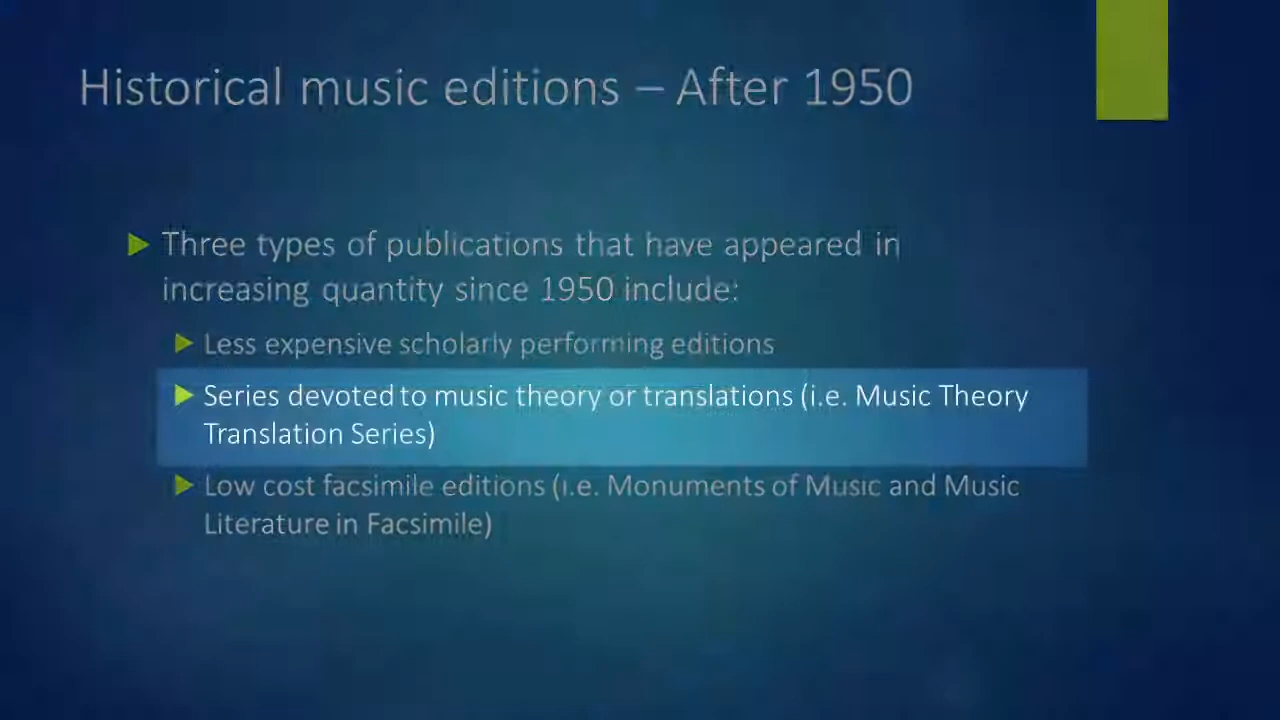 Historical music editions – After 1950
Three types of publications that have appeared in
increasing quantity since 1950 include:
Less expensive scholarly performing editions
Series devoted to music theory or translations (i.e. Music Theory
Translation Series)
Low cost facsimile editions (i.e. Monuments of Music and Music
Literature in Facsimile)